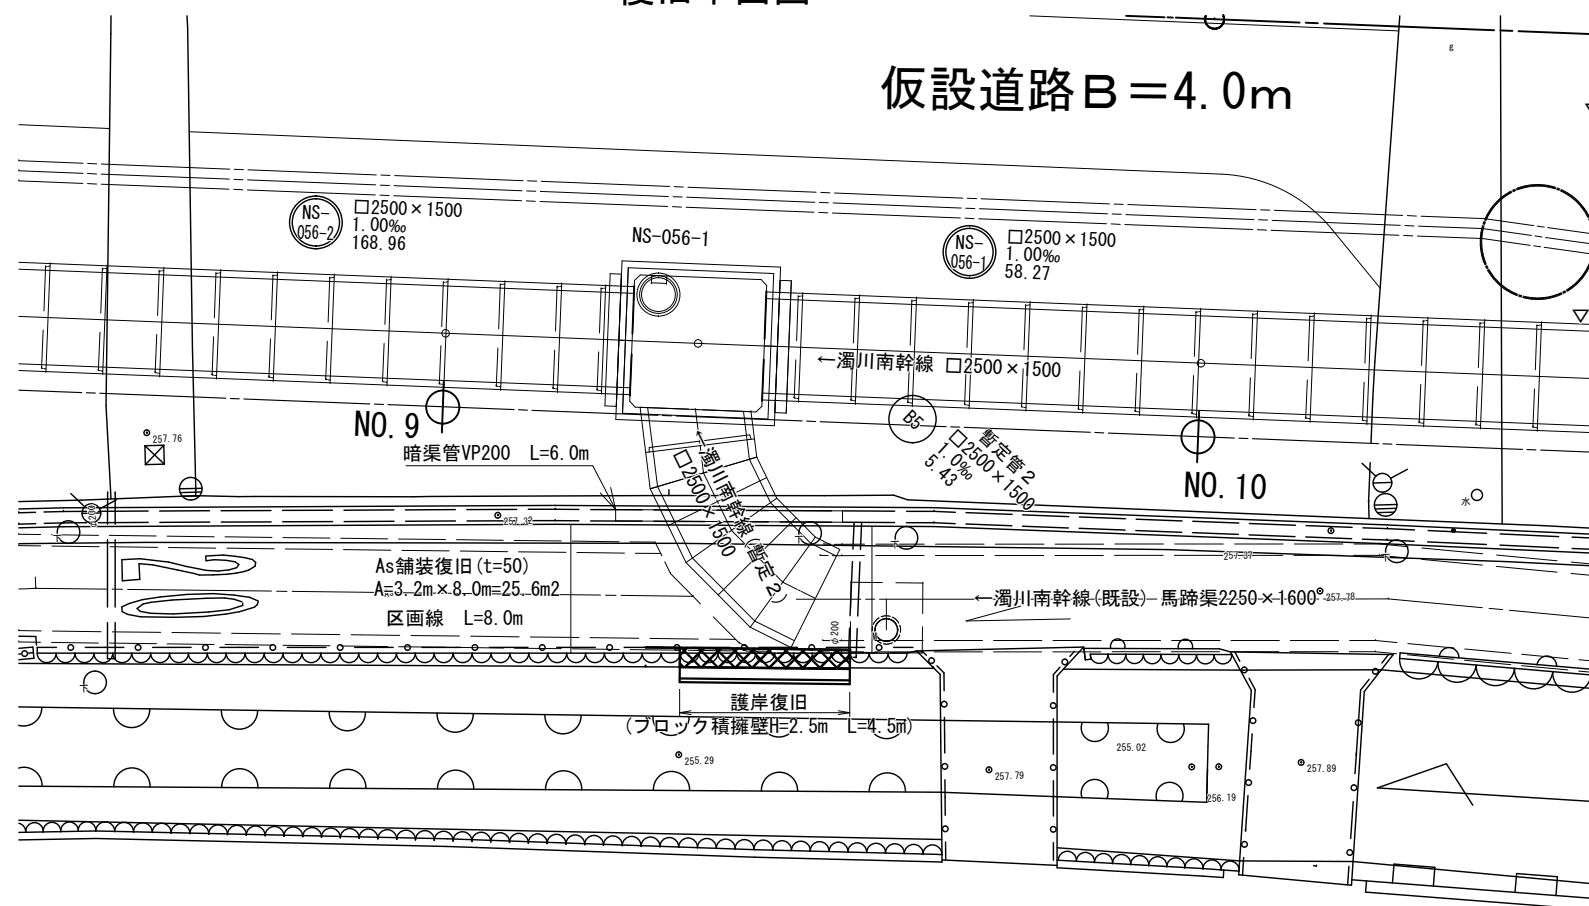 仮設道路B=4.0m
NS-
056-2
□2500×1500
1.00‰
168.96
NS-056-1
NS-
056-1
□2500×1500
1.00‰
58.27
←濁川南幹線 □2500×1500
NO.9
B5
暫定管2
□2500×1500
1.0‰
5.43
NO.10
257.76
暗渠管VP200 L=6.0m
←濁川南幹線(暫定2)
□2500×1500
水
φ200
257.32
257.37
As舗装復旧(t=50)
A=3.2m×8.0m=25.6m2
区画線 L=8.0m
←濁川南幹線(既設) 馬蹄渠2250×1600
257.78
φ200
護岸復旧
(ブロック積擁壁H=2.5m L=4.5m)
255.29
257.79
255.02
256.19
257.89